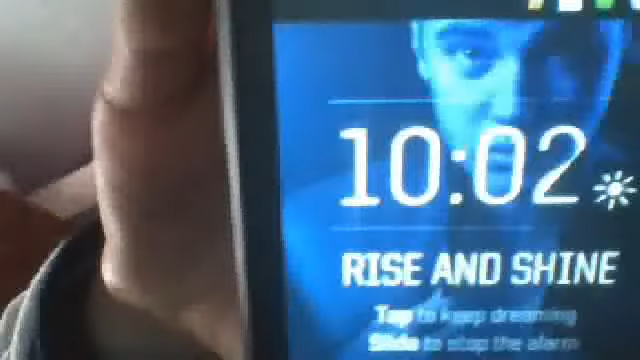 10:02
RISE AND SHINE
Tap to keep dreaming
Slide to stop the alarm